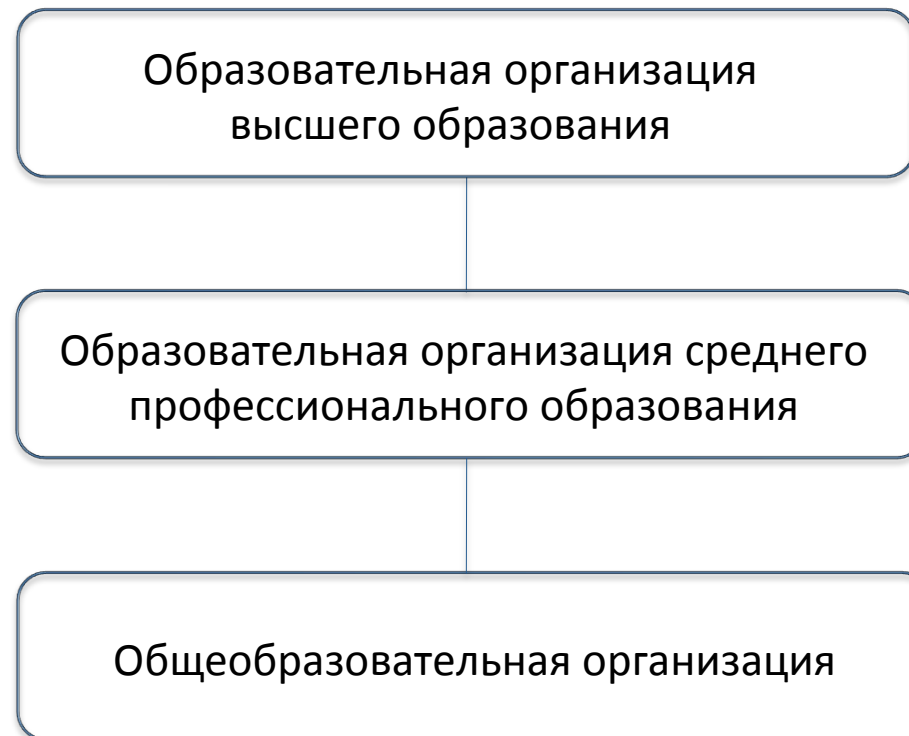 Образовательная организация
высшего образования
Образовательная организация среднего
профессионального образования
Общеобразовательная организация